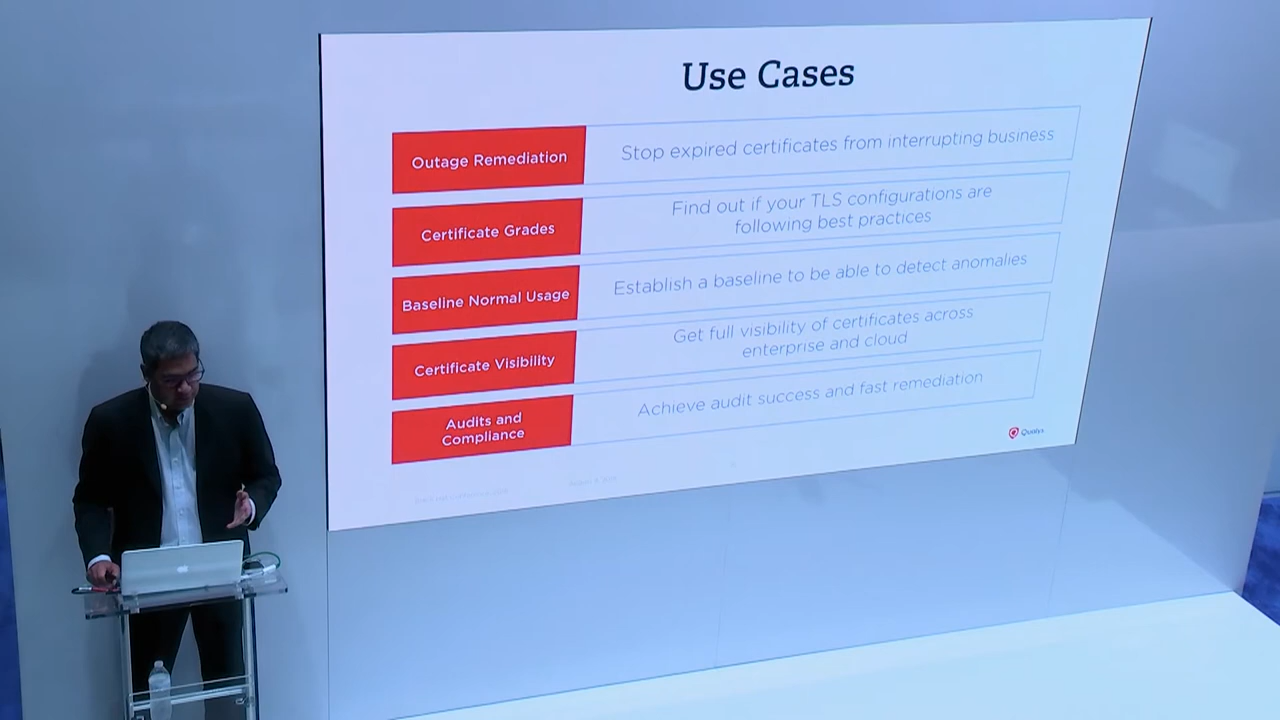 Use Cases
Outage Remediation
Stop expired certificates from interrupting business
Certificate Grades
Find out if your TLS configurations are
following best practices
Baseline Normal Usage
Establish a baseline to be able to detect anomalies
Certificate Visibility
Get full visibility of certificates across
enterprise and cloud
Audits and
Compliance
Achieve audit success and fast remediation
Qualys